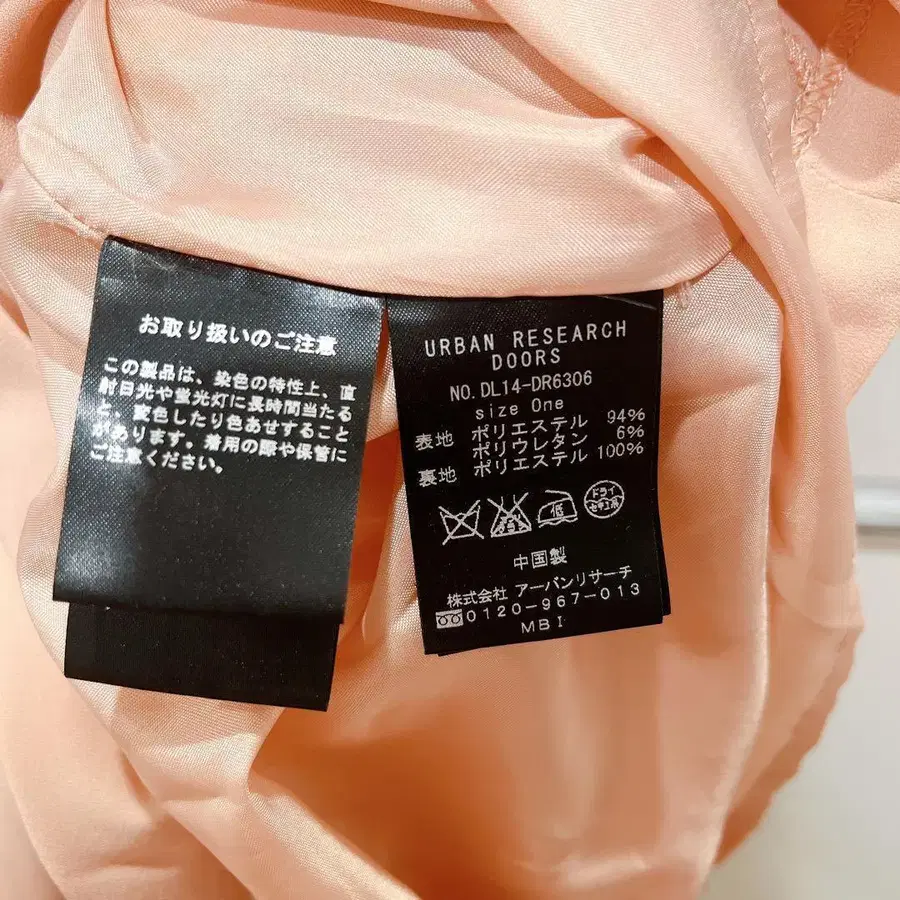 お取り扱いのご注意
この製品は、染色の特性上、直
射日光や蛍光灯に長時間当たる
と、変色したり色あせすること
があります。着用の際や保管に
ご注意ください。
URBAN RESEARCH
DOORS
NO.DL14-DR6306
size One
表地 ポリエステル 94%
ポリウレタン 6%
裏地 ポリエステル 100%
低
ドライ
セキユ系
中国製
株式会社 アーバンリサーチ
0120-967-013
MBI